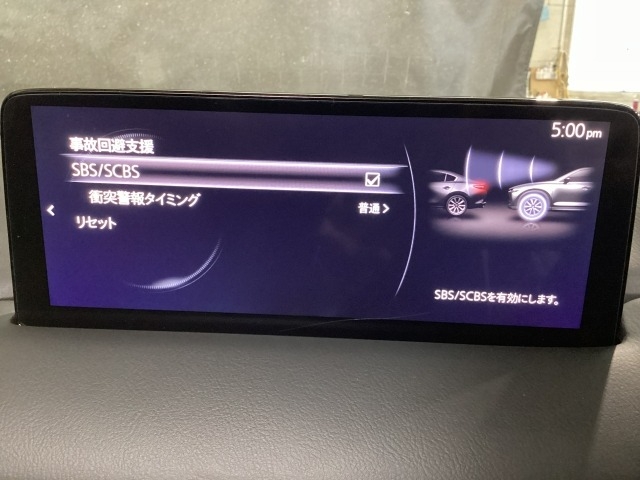 5:00pm
事故回避支援
SBS/SCBS
衝突警報タイミング
普通
リセット
SBS/SCBSを有効にします。